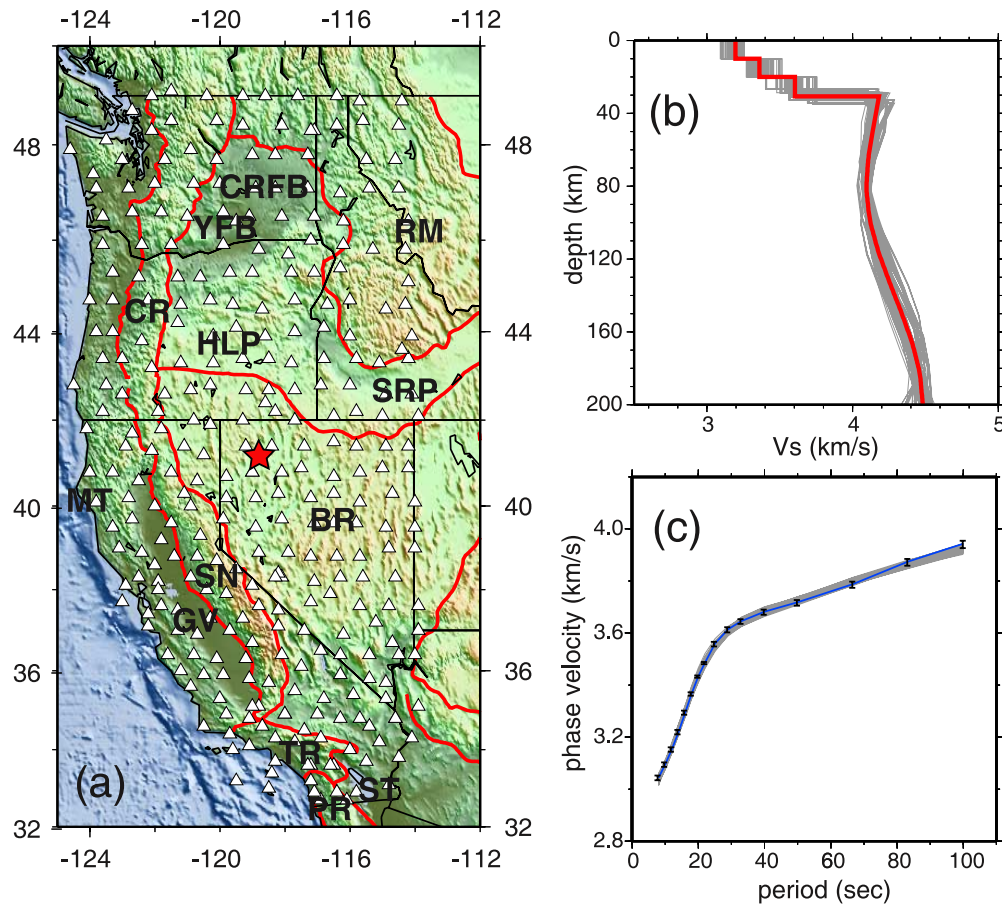 -124 -120 -116 -112
48 48
44 44
40 40
36 36
32 32
-124 -120 -116 -112
CRFB
YFB
RM
CR
HLP
SRP
MT
BR
SN
GV
TR
ST
PR
(a)
0
40
80
120
160
200
depth (km)
(b)
3 4 5
Vs (km/s)
4.0
3.6
3.2
2.8
phase velocity (km/s)
(c)
0 20 40 60 80 100
period (sec)